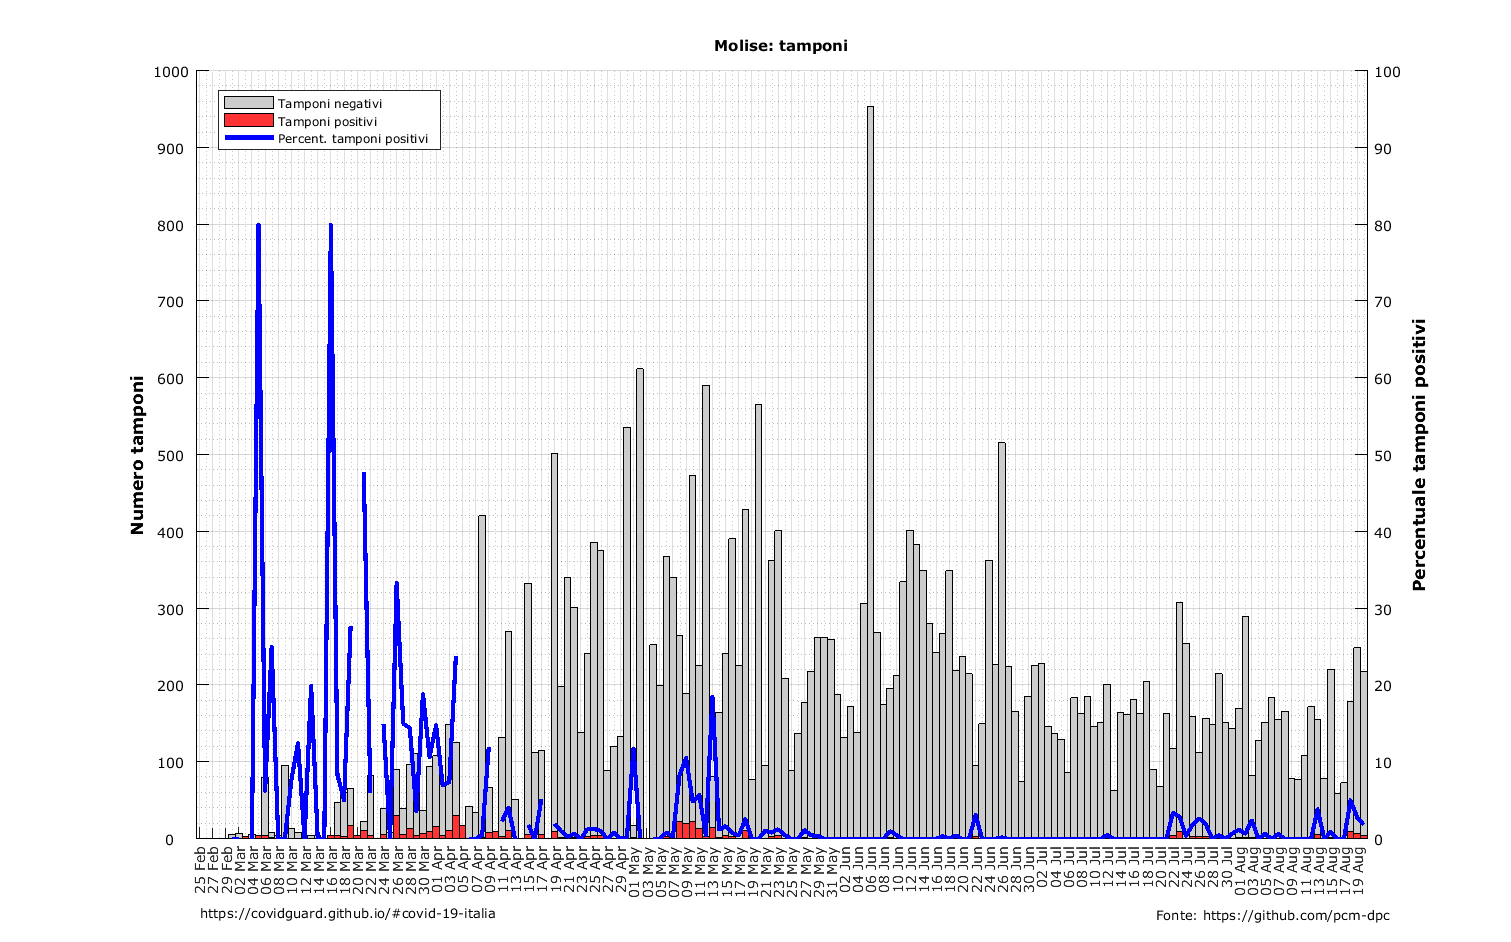 Molise: tamponi
Tamponi negativi
Tamponi positivi
Percent. tamponi positivi
Numero tamponi
1000
900
800
700
600
500
400
300
200
100
0
Percentuale tamponi positivi
100
90
80
70
60
50
40
30
20
10
0
25 Feb
27 Feb
29 Feb
02 Mar
04 Mar
06 Mar
08 Mar
10 Mar
12 Mar
14 Mar
16 Mar
18 Mar
20 Mar
22 Mar
24 Mar
26 Mar
28 Mar
30 Mar
01 Apr
03 Apr
05 Apr
07 Apr
09 Apr
11 Apr
13 Apr
15 Apr
17 Apr
19 Apr
21 Apr
23 Apr
25 Apr
27 Apr
29 Apr
01 May
03 May
05 May
07 May
09 May
11 May
13 May
15 May
17 May
19 May
21 May
23 May
25 May
27 May
29 May
31 May
02 Jun
04 Jun
06 Jun
08 Jun
10 Jun
12 Jun
14 Jun
16 Jun
18 Jun
20 Jun
22 Jun
24 Jun
26 Jun
28 Jun
30 Jun
02 Jul
04 Jul
06 Jul
08 Jul
10 Jul
12 Jul
14 Jul
16 Jul
18 Jul
20 Jul
22 Jul
24 Jul
26 Jul
28 Jul
30 Jul
01 Aug
03 Aug
05 Aug
07 Aug
09 Aug
11 Aug
13 Aug
15 Aug
17 Aug
19 Aug
https://covidguard.github.io/#covid-19-italia
Fonte: https://github.com/pcm-dpc